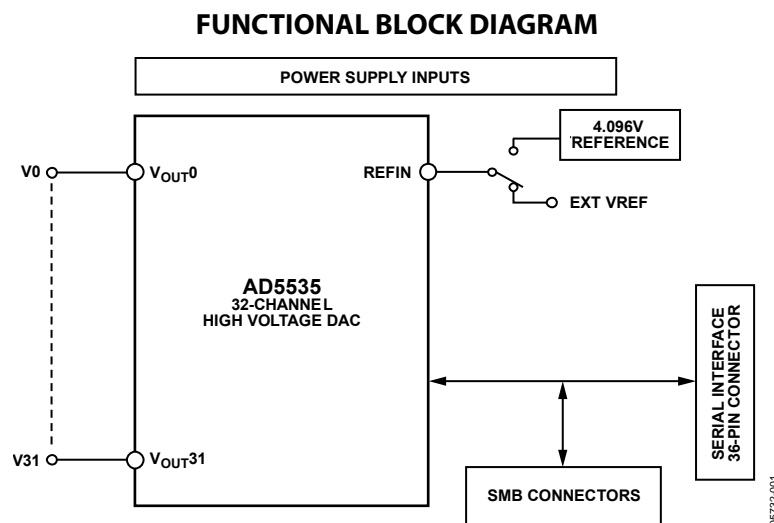 FUNCTIONAL BLOCK DIAGRAM
POWER SUPPLY INPUTS
4.096V
REFERENCE
V0
VOUT0
REFIN
EXT VREF
AD5535
32-CHANNEL
HIGH VOLTAGE DAC
SERIAL INTERFACE
36-PIN CONNECTOR
V31
VOUT31
SMB CONNECTORS